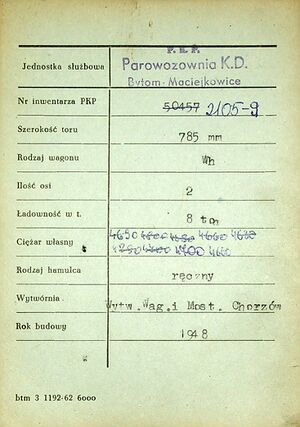 P. K. P.
Jednostka służbowa Parowozownia K.D.
Bytom - Maciejkowice
Nr inwentarza PKP 50457 2105-9
Szerokość toru 785 mm
Rodzaj wagonu Wh
Ilość osi 2
Ładowność w t. 8 ton
Ciężar własny 4650 4660
Rodzaj hamulca ręczny
Wytwórnia Wytw. Wag. i Most. Chorzów
Rok budowy 1948
btm 3 1192-62 6000